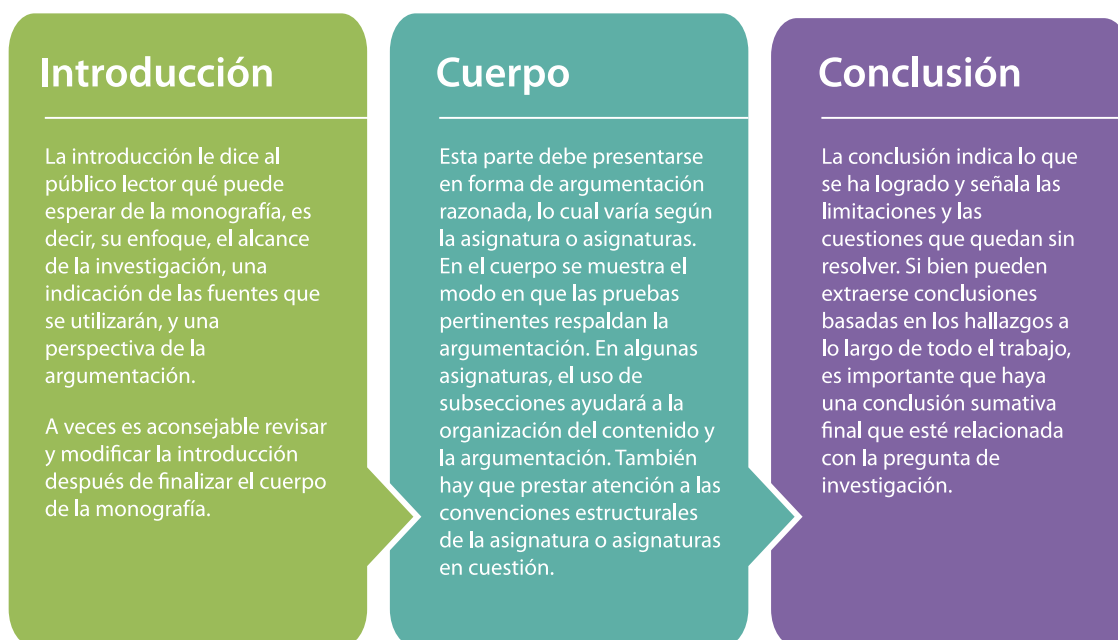 Introducción
La introducción le dice al
público lector qué puede
esperar de la monografía, es
decir, su enfoque, el alcance
de la investigación, una
indicación de las fuentes que
se utilizarán, y una
perspectiva de la
argumentación.
A veces es aconsejable revisar
y modificar la introducción
después de finalizar el cuerpo
de la monografía.
Cuerpo
Esta parte debe presentarse
en forma de argumentación
razonada, lo cual varía según
la asignatura o asignaturas.
En el cuerpo se muestra el
modo en que las pruebas
pertinentes respaldan la
argumentación. En algunas
asignaturas, el uso de
subsecciones ayudará a la
organización del contenido y
la argumentación. También
hay que prestar atención a las
convenciones estructurales
de la asignatura o asignaturas
en cuestión.
Conclusión
La conclusión indica lo que
se ha logrado y señala las
limitaciones y las
cuestiones que quedan sin
resolver. Si bien pueden
extraerse conclusiones
basadas en los hallazgos a
lo largo de todo el trabajo,
es importante que haya
una conclusión sumativa
final que esté relacionada
con la pregunta de
investigación.